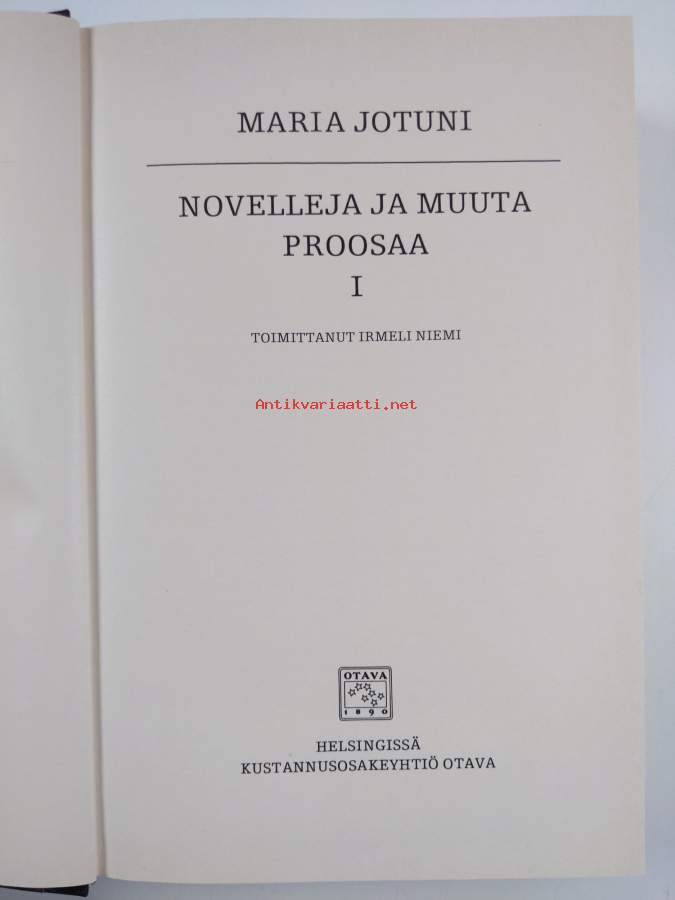 MARIA JOTUNI
NOVELLEJA JA MUUTA
PROOSAA
I
TOIMITTANUT IRMELI NIEMI
Antikvariaatti.net
OTAVA
1890
HELSINGISSÄ
KUSTANNUSOSAKEYHTIÖ OTAVA